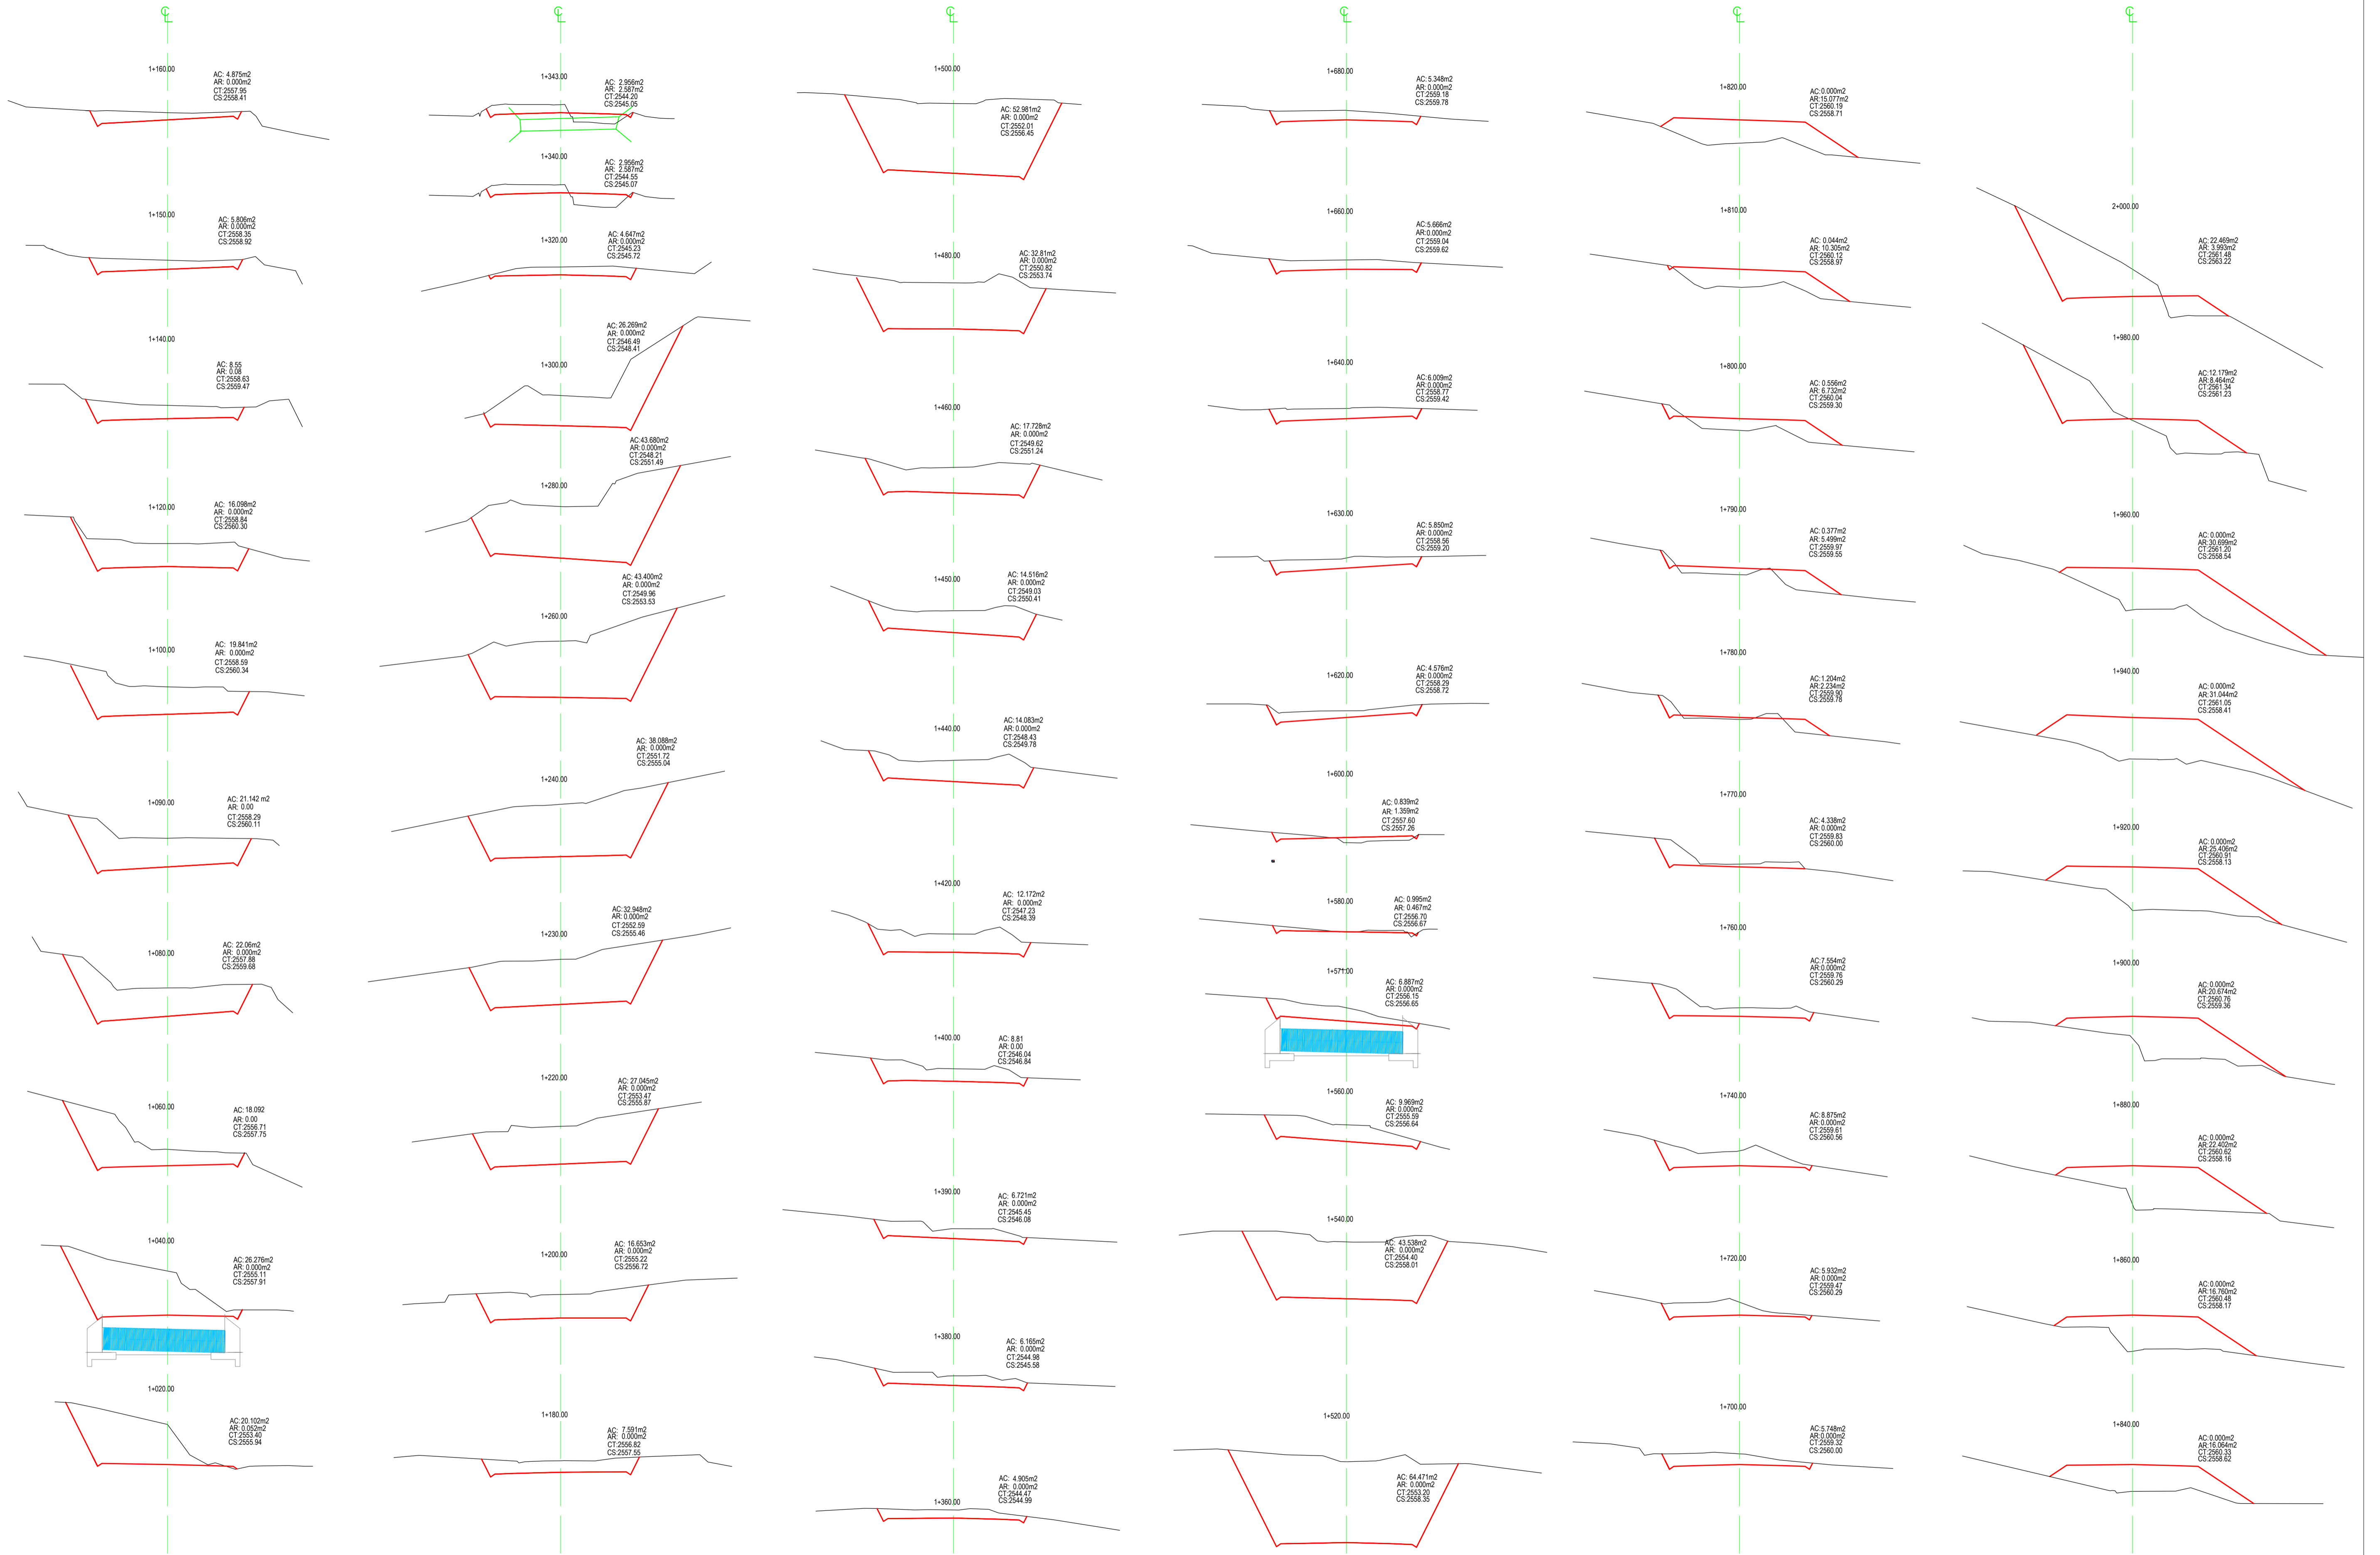 1+160.00
AC: 4.875m2
AR: 0.000m2
CT:2557.95
CS:2558.41
1+150.00
AC: 5.806m2
AR: 0.000m2
CT:2558.35
CS:2558.92
1+140.00
AC: 8.55
AR: 0.08
CT:2558.63
CS:2559.47
1+120.00
AC: 16.098m2
AR: 0.000m2
CT:2558.84
CS:2560.30
1+100.00
AC: 19.841m2
AR: 0.000m2
CT:2558.59
CS:2560.34
1+090.00
AC: 21.142 m2
AR: 0.00
CT:2558.29
CS:2560.11
1+080.00
AC: 22.06m2
AR: 0.000m2
CT:2557.88
CS:2559.68
1+060.00
AC: 18.092
AR: 0.00
CT:2556.71
CS:2557.75
1+040.00
AC: 26.276m2
AR: 0.000m2
CT:2555.11
CS:2557.91
1+020.00
AC: 20.102m2
AR: 0.052m2
CT:2553.40
CS:2555.94
1+343.00
AC: 2.956m2
AR: 2.587m2
CT:2544.20
CS:2545.05
1+340.00
AC: 2.956m2
AR: 2.587m2
CT:2544.55
CS:2545.07
1+320.00
AC: 4.647m2
AR: 0.000m2
CT:2545.23
CS:2545.72
1+300.00
AC: 26.269m2
AR: 0.000m2
CT:2546.49
CS:2548.41
1+280.00
AC:43.680m2
AR:0.000m2
CT:2548.21
CS:2551.49
1+260.00
AC: 43.400m2
AR: 0.000m2
CT:2549.96
CS:2553.53
1+240.00
AC: 38.088m2
AR: 0.000m2
CT:2551.72
CS:2555.04
1+230.00
AC:32.948m2
AR:0.000m2
CT:2552.59
CS:2555.46
1+220.00
AC: 27.045m2
AR: 0.000m2
CT:2553.47
CS:2555.87
1+200.00
AC: 16.653m2
AR: 0.000m2
CT:2555.22
CS:2556.72
1+180.00
AC: 7.591m2
AR: 0.000m2
CT:2556.82
CS:2557.55
1+500.00
AC: 52.981m2
AR: 0.000m2
CT:2552.01
CS:2556.45
1+480.00
AC: 32.81m2
AR: 0.000m2
CT:2550.82
CS:2553.74
1+460.00
AC: 17.728m2
AR: 0.000m2
CT:2549.62
CS:2551.24
1+450.00
AC: 14.516m2
AR: 0.000m2
CT:2549.03
CS:2550.41
1+440.00
AC: 14.083m2
AR: 0.000m2
CT:2548.43
CS:2549.78
1+420.00
AC: 12.172m2
AR: 0.000m2
CT:2547.23
CS:2548.39
1+400.00
AC: 8.81
AR: 0.00
CT:2546.04
CS:2546.84
1+390.00
AC: 6.721m2
AR: 0.000m2
CT:2545.45
CS:2546.08
1+380.00
AC: 6.165m2
AR: 0.000m2
CT:2544.98
CS:2545.58
1+360.00
AC: 4.905m2
AR: 0.000m2
CT:2544.47
CS:2544.99
1+680.00
AC: 5.348m2
AR:0.000m2
CT:2559.18
CS:2559.78
1+660.00
AC:5.666m2
AR:0.000m2
CT:2559.04
CS:2559.62
1+640.00
AC: 6.009m2
AR:0.000m2
CT:2558.77
CS:2559.42
1+630.00
AC: 5.850m2
AR:0.000m2
CT:2558.56
CS:2559.20
1+620.00
AC: 4.576m2
AR:0.000m2
CT:2558.29
CS:2558.72
1+600.00
AC: 0.839m2
AR: 1.359m2
CT:2557.60
CS:2557.26
1+580.00
AC: 0.995m2
AR: 0.467m2
CT:2556.70
CS:2556.67
1+571.00
AC: 6.887m2
AR: 0.000m2
CT:2556.15
CS:2556.65
1+560.00
AC: 9.969m2
AR: 0.000m2
CT:2555.59
CS:2556.64
1+540.00
AC: 43.538m2
AR: 0.000m2
CT:2554.40
CS:2558.01
1+520.00
AC: 64.471m2
AR: 0.000m2
CT:2553.20
CS:2558.35
1+820.00
AC:0.000m2
AR:15.077m2
CT:2560.19
CS:2558.71
1+810.00
AC: 0.044m2
AR: 10.305m2
CT:2560.12
CS:2558.97
1+800.00
AC: 0.556m2
AR: 6.732m2
CT:2560.04
CS:2559.30
1+790.00
AC: 0.377m2
AR: 5.499m2
CT:2559.97
CS:2559.55
1+780.00
AC:1.204m2
AR:2.234m2
CT:2559.90
CS:2559.78
1+770.00
AC:4.338m2
AR:0.000m2
CT:2559.83
CS:2560.00
1+760.00
AC:7.554m2
AR:0.000m2
CT:2559.76
CS:2560.29
1+740.00
AC:8.875m2
AR:0.000m2
CT:2559.61
CS:2560.56
1+720.00
AC:5.932m2
AR:0.000m2
CT:2559.47
CS:2560.29
1+700.00
AC:5.748m2
AR:0.000m2
CT:2559.32
CS:2560.00
2+000.00
AC:22.469m2
AR: 3.993m2
CT:2561.48
CS:2563.22
1+980.00
AC:12.179m2
AR:8.464m2
CT:2561.34
CS:2561.23
1+960.00
AC: 0.000m2
AR:30.699m2
CT:2561.20
CS:2558.54
1+940.00
AC: 0.000m2
AR:31.044m2
CT:2561.05
CS:2558.41
1+920.00
AC: 0.000m2
AR:25.406m2
CT:2560.91
CS:2558.13
1+900.00
AC: 0.000m2
AR:20.674m2
CT:2560.76
CS:2559.36
1+880.00
AC: 0.000m2
AR:22.402m2
CT:2560.62
CS:2558.16
1+860.00
AC:0.000m2
AR:16.760m2
CT:2560.48
CS:2558.17
1+840.00
AC:0.000m2
AR:16.064m2
CT:2560.33
CS:2558.62